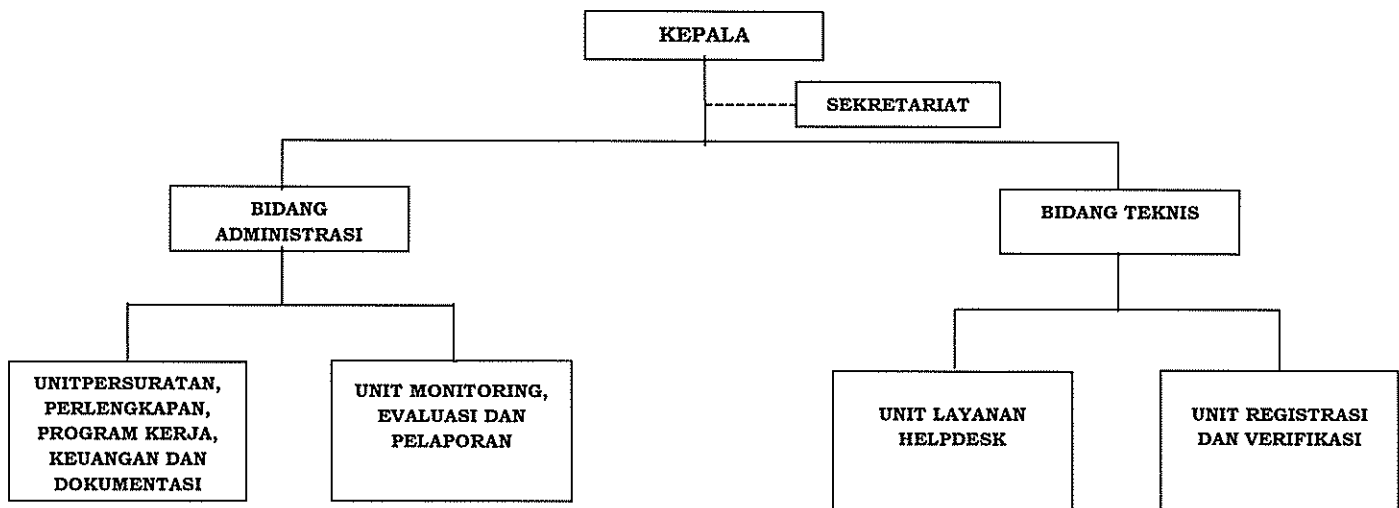 KEPALA
SEKRETARIAT
BIDANG
ADMINISTRASI
BIDANG TEKNIS
UNITPERSURATAN,
PERLENGKAPAN,
PROGRAM KERJA,
KEUANGAN DAN
DOKUMENTASI
UNIT MONITORING,
EVALUASI DAN
PELAPORAN
UNIT LAYANAN
HELPDESK
UNIT REGISTRASI
DAN VERIFIKASI